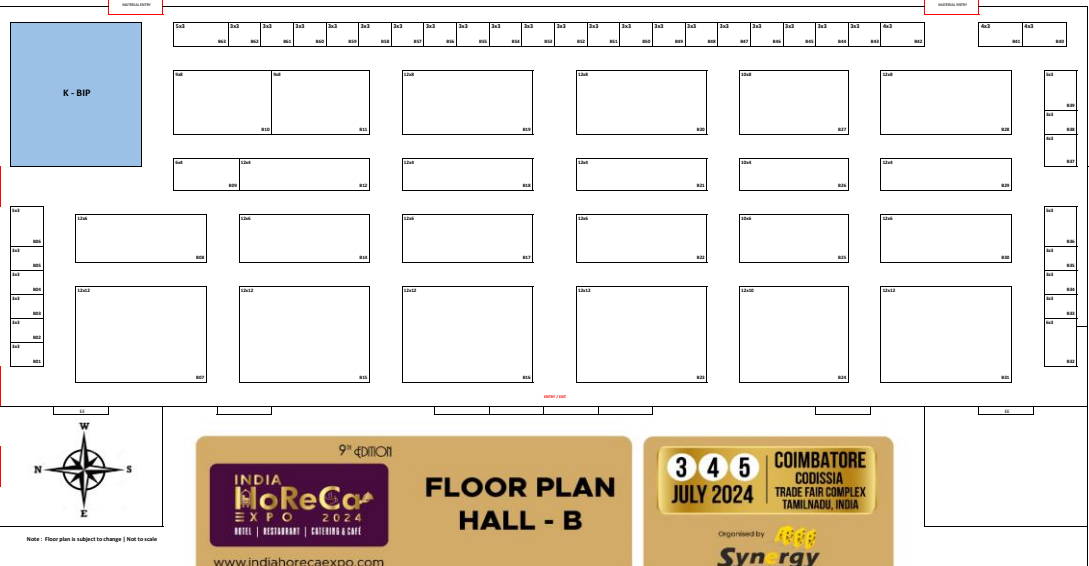 MATERIAL ENTRY
MATERIAL ENTRY
K - BIP
5x3 3x3 3x3 3x3 3x3 3x3 3x3 3x3 3x3 3x3 3x3 3x3 3x3 3x3 3x3 3x3 3x3 3x3 3x3 3x3 3x3 4x3
B63 B62 B61 B60 B59 B58 B57 B56 B55 B54 B53 B52 B51 B50 B49 B48 B47 B46 B45 B44 B43 B42
4x3 4x3
B41 B40
9x8 9x8 12x8 12x8 10x8 12x8
B10 B11 B19 B20 B27 B28
5x3
B39
3x3
B38
4x3
B37
6x4 12x4 12x4 12x4 10x4 12x4
B09 B12 B18 B21 B26 B29
5x3
B06
3x3
B05
3x3
B04
3x3
B03
3x3
B02
3x3
B01
12x6 12x6 12x6 12x6 10x6 12x6
B08 B14 B17 B22 B25 B30
12x12 12x12 12x12 12x12 12x10 12x12
B07 B15 B16 B23 B24 B31
5x3
B36
3x3
B35
3x3
B34
3x3
B33
6x3
B32
ENTRY / EXIT
W
N S
E
Note : Floor plan is subject to change | Not to scale
9TH EDITION
INDIA
HoReCa
EXPO 2024
HOTEL | RESTAURANT | CATERING & CAFE
www.indiahorecaexpo.com
FLOOR PLAN
HALL - B
3 4 5
JULY 2024
COIMBATORE
CODISSIA
TRADE FAIR COMPLEX
TAMILNADU, INDIA
Organised by
Synergy